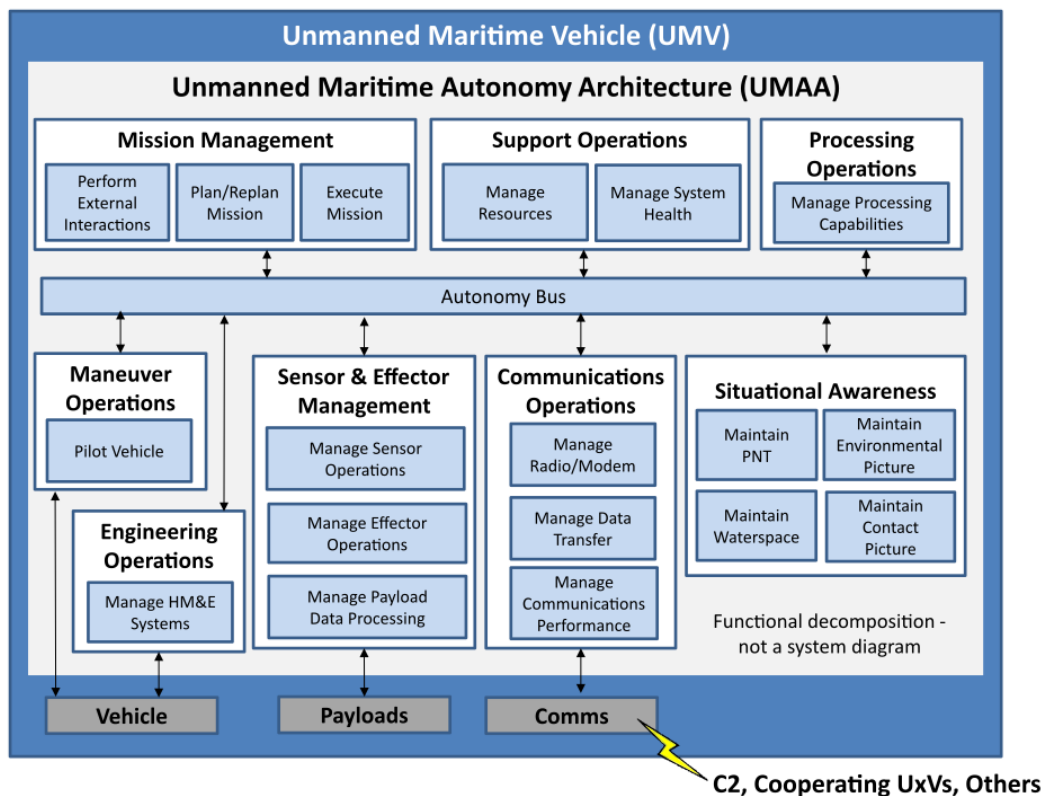 Unmanned Maritime Vehicle (UMV)
Unmanned Maritime Autonomy Architecture (UMAA)
Mission Management
Perform
External
Interactions
Plan/Replan
Mission
Execute
Mission
Support Operations
Manage
Resources
Manage System
Health
Processing
Operations
Manage Processing
Capabilities
Autonomy Bus
Maneuver
Operations
Pilot Vehicle
Engineering
Operations
Manage HM&E
Systems
Sensor & Effector
Management
Manage Sensor
Operations
Manage Effector
Operations
Manage Payload
Data Processing
Communications
Operations
Manage
Radio/Modem
Manage Data
Transfer
Manage
Communications
Performance
Situational Awareness
Maintain
PNT
Maintain
Environmental
Picture
Maintain
Waterspace
Maintain
Contact
Picture
Functional decomposition -
not a system diagram
Vehicle
Payloads
Comms
C2, Cooperating UxVs, Others